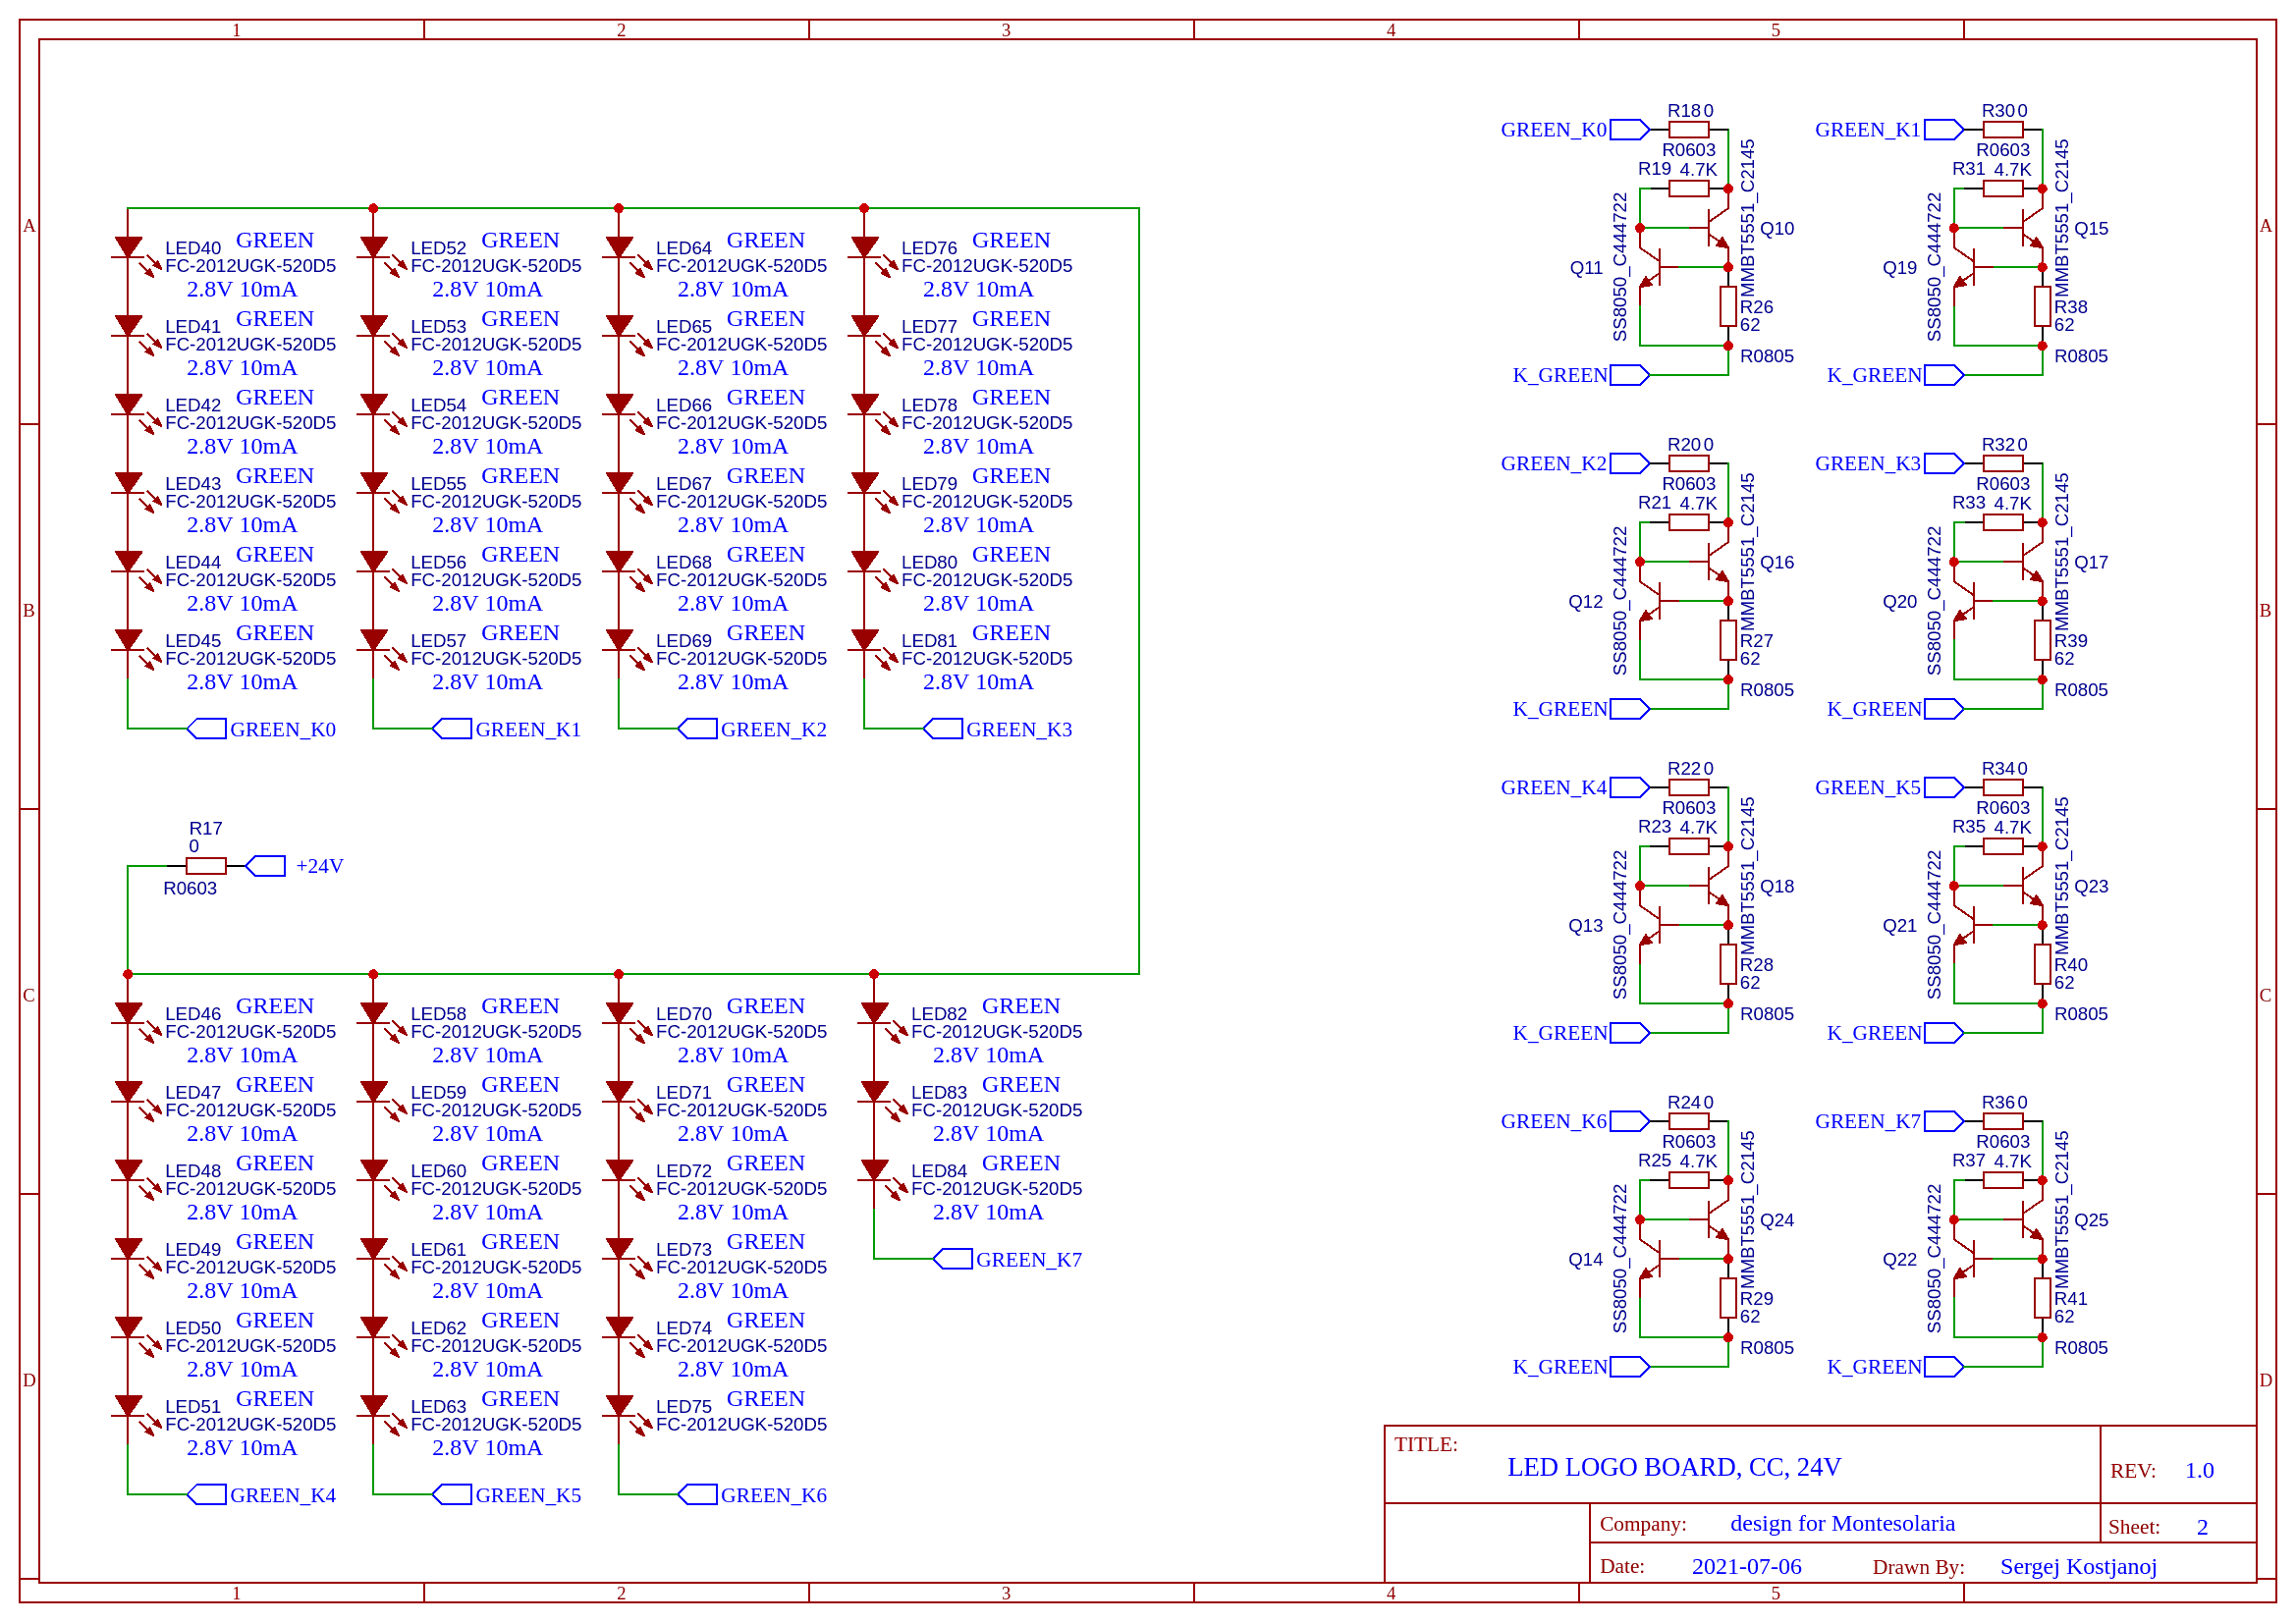 1 2 3 4 5
A A
B B
C C
D D
LED40 GREEN
FC-2012UGK-520D5
2.8V 10mA
LED41 GREEN
FC-2012UGK-520D5
2.8V 10mA
LED42 GREEN
FC-2012UGK-520D5
2.8V 10mA
LED43 GREEN
FC-2012UGK-520D5
2.8V 10mA
LED44 GREEN
FC-2012UGK-520D5
2.8V 10mA
LED45 GREEN
FC-2012UGK-520D5
2.8V 10mA
GREEN_K0
LED52 GREEN
FC-2012UGK-520D5
2.8V 10mA
LED53 GREEN
FC-2012UGK-520D5
2.8V 10mA
LED54 GREEN
FC-2012UGK-520D5
2.8V 10mA
LED55 GREEN
FC-2012UGK-520D5
2.8V 10mA
LED56 GREEN
FC-2012UGK-520D5
2.8V 10mA
LED57 GREEN
FC-2012UGK-520D5
2.8V 10mA
GREEN_K1
LED64 GREEN
FC-2012UGK-520D5
2.8V 10mA
LED65 GREEN
FC-2012UGK-520D5
2.8V 10mA
LED66 GREEN
FC-2012UGK-520D5
2.8V 10mA
LED67 GREEN
FC-2012UGK-520D5
2.8V 10mA
LED68 GREEN
FC-2012UGK-520D5
2.8V 10mA
LED69 GREEN
FC-2012UGK-520D5
2.8V 10mA
GREEN_K2
LED76 GREEN
FC-2012UGK-520D5
2.8V 10mA
LED77 GREEN
FC-2012UGK-520D5
2.8V 10mA
LED78 GREEN
FC-2012UGK-520D5
2.8V 10mA
LED79 GREEN
FC-2012UGK-520D5
2.8V 10mA
LED80 GREEN
FC-2012UGK-520D5
2.8V 10mA
LED81 GREEN
FC-2012UGK-520D5
2.8V 10mA
GREEN_K3
R17
0
+24V
R0603
LED46 GREEN
FC-2012UGK-520D5
2.8V 10mA
LED47 GREEN
FC-2012UGK-520D5
2.8V 10mA
LED48 GREEN
FC-2012UGK-520D5
2.8V 10mA
LED49 GREEN
FC-2012UGK-520D5
2.8V 10mA
LED50 GREEN
FC-2012UGK-520D5
2.8V 10mA
LED51 GREEN
FC-2012UGK-520D5
2.8V 10mA
GREEN_K4
LED58 GREEN
FC-2012UGK-520D5
2.8V 10mA
LED59 GREEN
FC-2012UGK-520D5
2.8V 10mA
LED60 GREEN
FC-2012UGK-520D5
2.8V 10mA
LED61 GREEN
FC-2012UGK-520D5
2.8V 10mA
LED62 GREEN
FC-2012UGK-520D5
2.8V 10mA
LED63 GREEN
FC-2012UGK-520D5
2.8V 10mA
GREEN_K5
LED70 GREEN
FC-2012UGK-520D5
2.8V 10mA
LED71 GREEN
FC-2012UGK-520D5
2.8V 10mA
LED72 GREEN
FC-2012UGK-520D5
2.8V 10mA
LED73 GREEN
FC-2012UGK-520D5
2.8V 10mA
LED74 GREEN
FC-2012UGK-520D5
2.8V 10mA
LED75 GREEN
FC-2012UGK-520D5
GREEN_K6
LED82 GREEN
FC-2012UGK-520D5
2.8V 10mA
LED83 GREEN
FC-2012UGK-520D5
2.8V 10mA
LED84 GREEN
FC-2012UGK-520D5
2.8V 10mA
GREEN_K7
R18 0
GREEN_K0
R0603
R19 4.7K
MMBT5551_C2145
SS8050_C444722
Q10
Q11
R26
62
R0805
K_GREEN
R30 0
GREEN_K1
R0603
R31 4.7K
MMBT5551_C2145
SS8050_C444722
Q15
Q19
R38
62
R0805
K_GREEN
R20 0
GREEN_K2
R0603
R21 4.7K
MMBT5551_C2145
SS8050_C444722
Q16
Q12
R27
62
R0805
K_GREEN
R32 0
GREEN_K3
R0603
R33 4.7K
MMBT5551_C2145
SS8050_C444722
Q17
Q20
R39
62
R0805
K_GREEN
R22 0
GREEN_K4
R0603
R23 4.7K
MMBT5551_C2145
SS8050_C444722
Q18
Q13
R28
62
R0805
K_GREEN
R34 0
GREEN_K5
R0603
R35 4.7K
MMBT5551_C2145
SS8050_C444722
Q23
Q21
R40
62
R0805
K_GREEN
R24 0
GREEN_K6
R0603
R25 4.7K
MMBT5551_C2145
SS8050_C444722
Q24
Q14
R29
62
R0805
K_GREEN
R36 0
GREEN_K7
R0603
R37 4.7K
MMBT5551_C2145
SS8050_C444722
Q25
Q22
R41
62
R0805
K_GREEN
TITLE:
LED LOGO BOARD, CC, 24V
REV: 1.0
Company: design for Montesolaria
Sheet: 2
Date: 2021-07-06 Drawn By: Sergej Kostjanoj
1 2 3 4 5